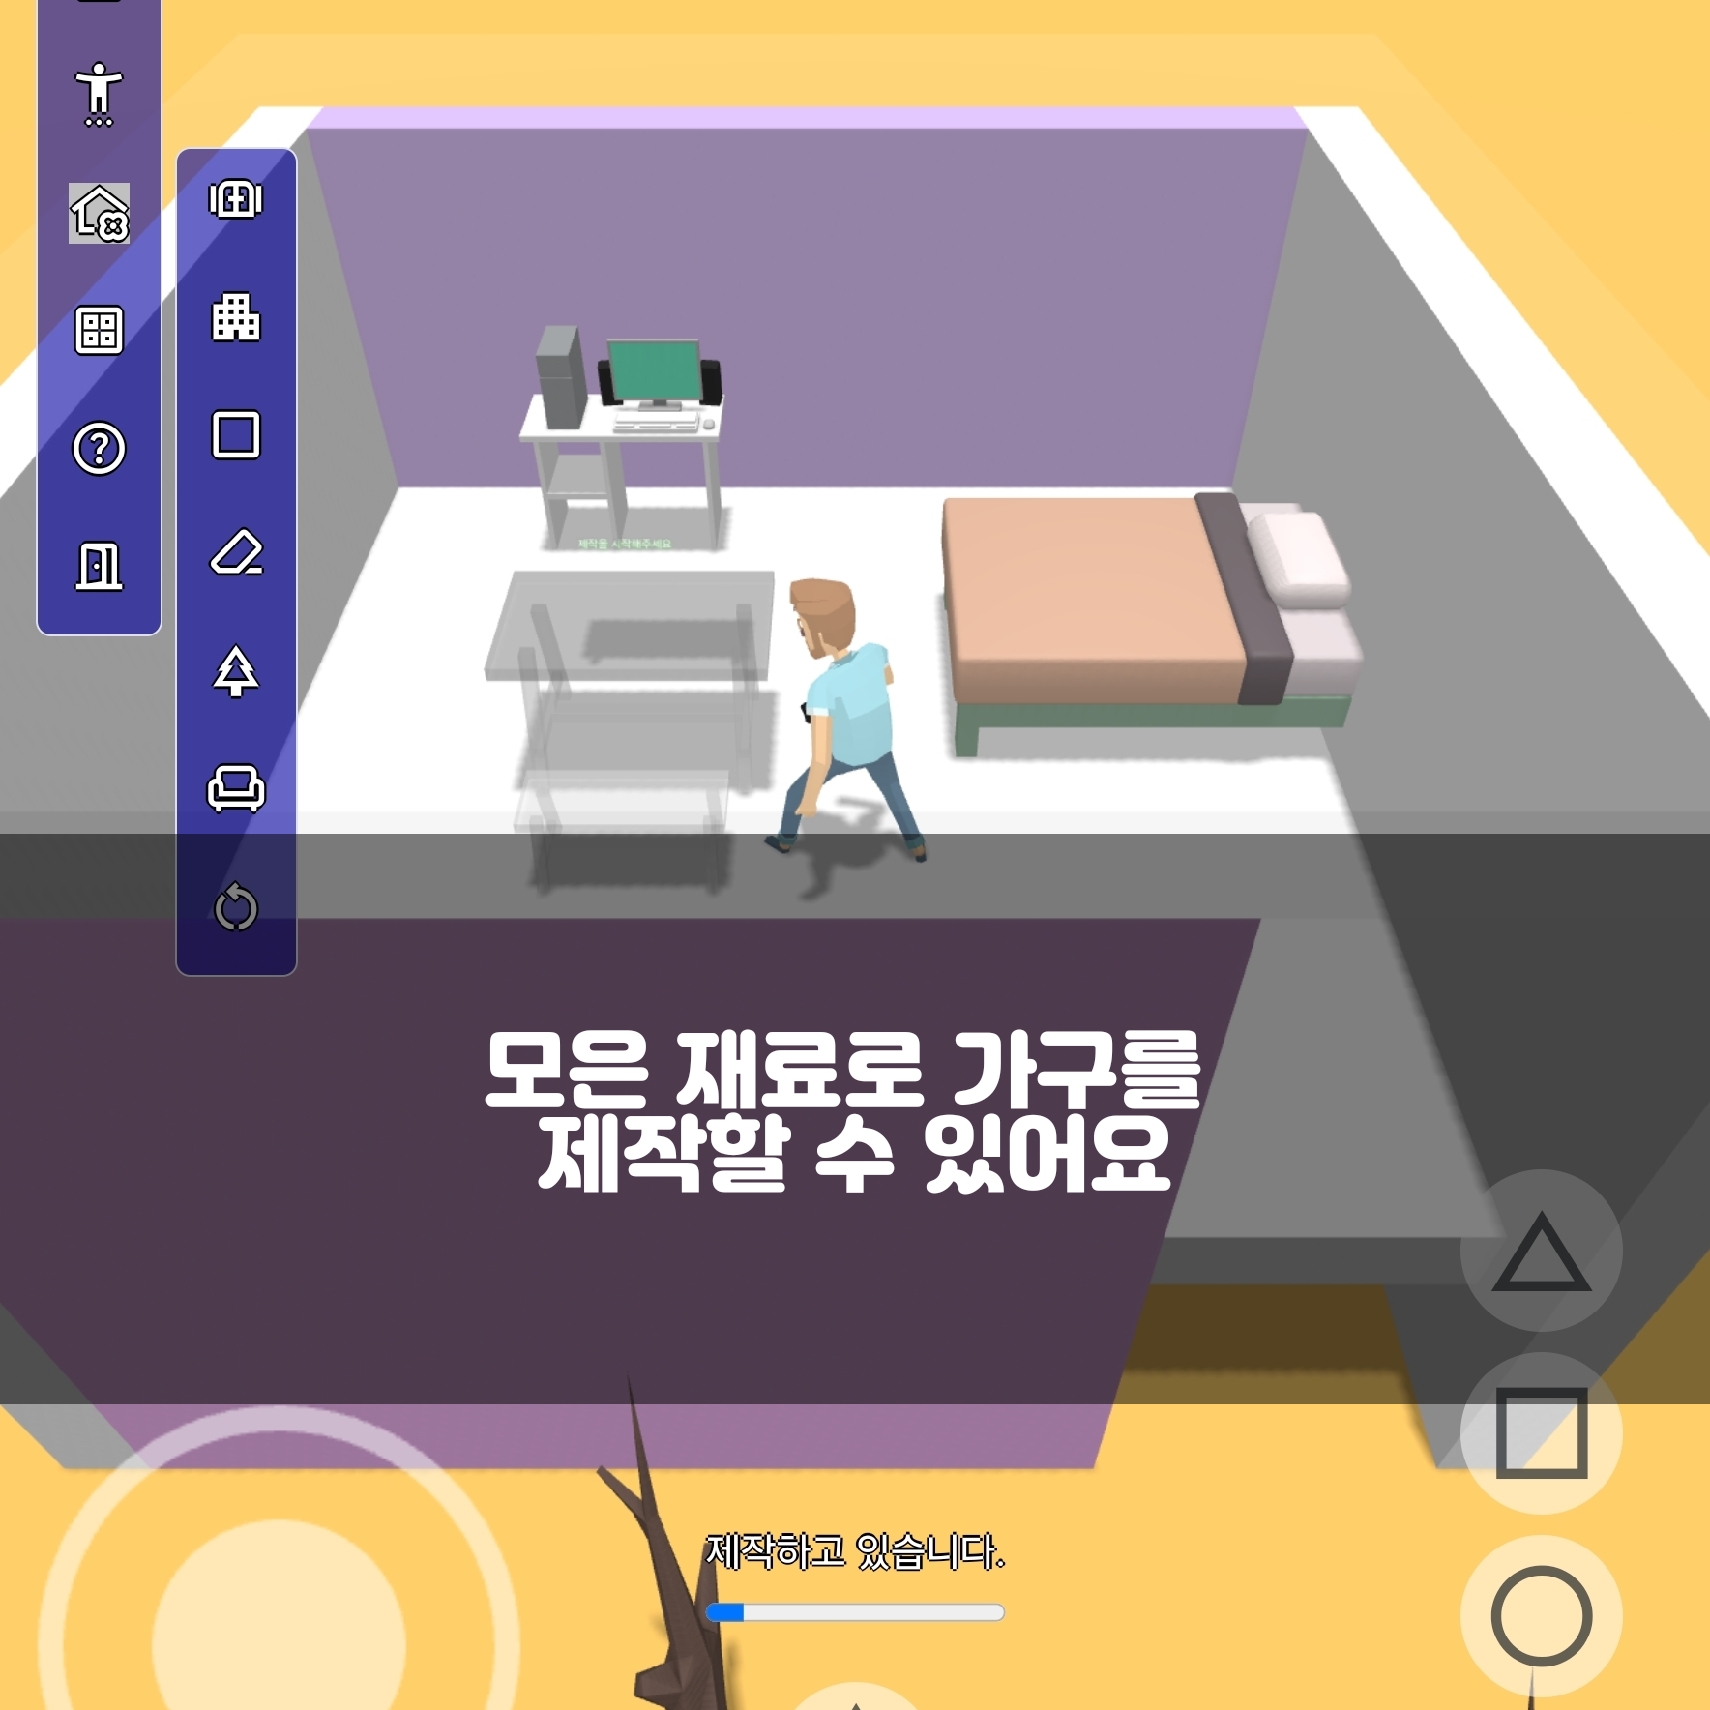 제작을 시작해주세요
모은 재료로 가구를
제작할 수 있어요
제작하고 있습니다.